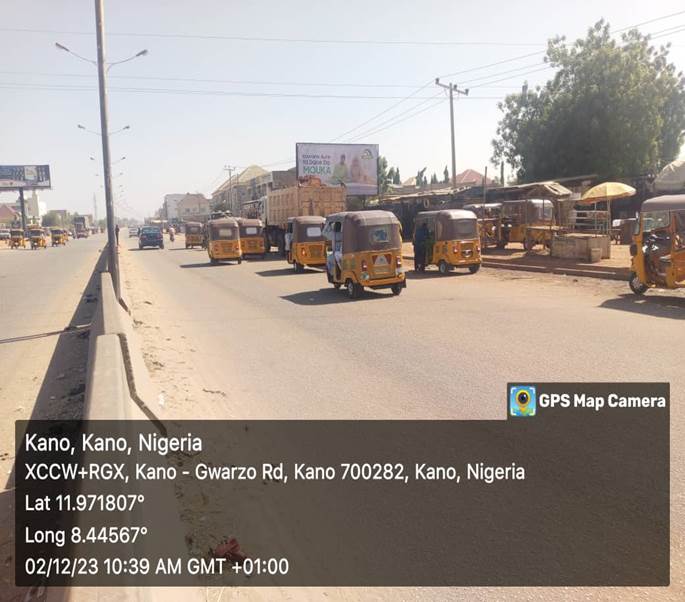 MOUKA
GPS Map Camera
Kano, Kano, Nigeria
XCCW+RGX, Kano - Gwarzo Rd, Kano 700282, Kano, Nigeria
Lat 11.971807°
Long 8.44567°
02/12/23 10:39 AM GMT +01:00